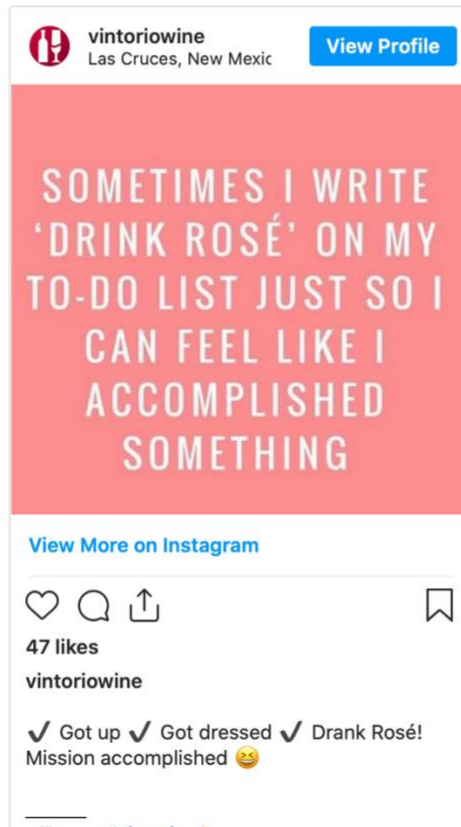 vintoriowine
Las Cruces, New Mexic
View Profile
SOMETIMES I WRITE
‘DRINK ROSÉ’ ON MY
TO-DO LIST JUST SO I
CAN FEEL LIKE I
ACCOMPLISHED
SOMETHING
View More on Instagram
47 likes
vintoriowine
✔ Got up ✔ Got dressed ✔ Drank Rosé!
Mission accomplished 😆